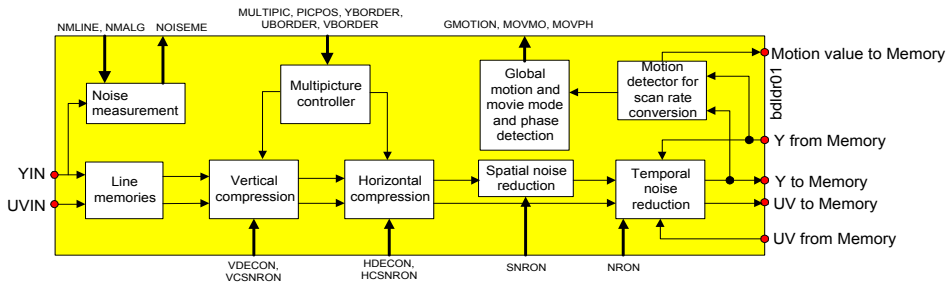 MULTIPIC, PICPOS, YBORDER,
UBORDER, VBORDER
GMOTION, MOVMO, MOVPH
NMLINE, NMALG
NOISEME
Noise
measurement
Multipicture
controller
Global
motion and
movie mode
and phase
detection
Motion
detector for
scan rate
conversion
bdldr01
Motion value to Memory
Y from Memory
YIN
UVIN
Line
memories
Vertical
compression
Horizontal
compression
Spatial noise
reduction
Temporal
noise
reduction
Y to Memory
UV to Memory
UV from Memory
VDECON,
VCSNRON
HDECON,
HCSNRON
SNRON
NRON